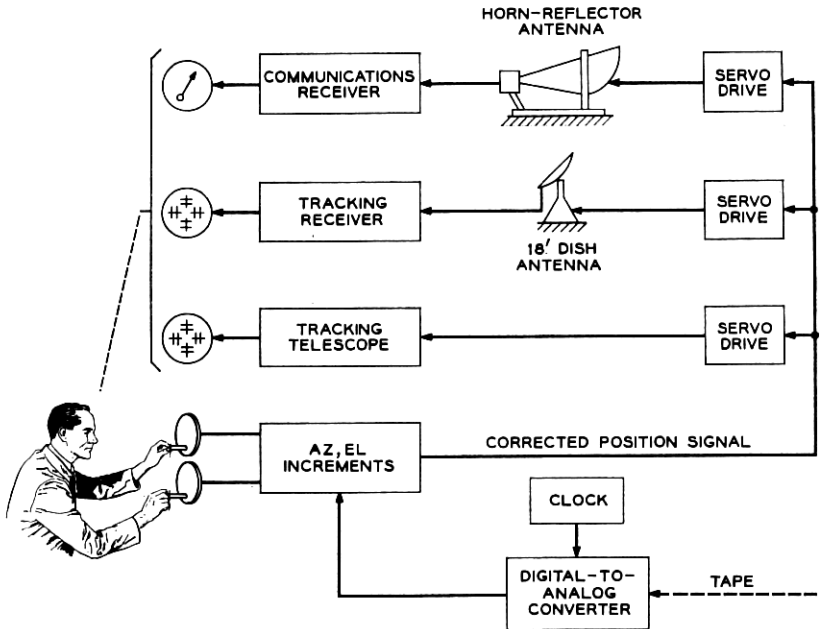 HORN-REFLECTOR
ANTENNA
COMMUNICATIONS
RECEIVER
SERVO
DRIVE
TRACKING
RECEIVER
SERVO
DRIVE
18' DISH
ANTENNA
TRACKING
TELESCOPE
SERVO
DRIVE
AZ, EL
INCREMENTS
CORRECTED POSITION SIGNAL
CLOCK
DIGITAL-TO-
ANALOG
CONVERTER
TAPE